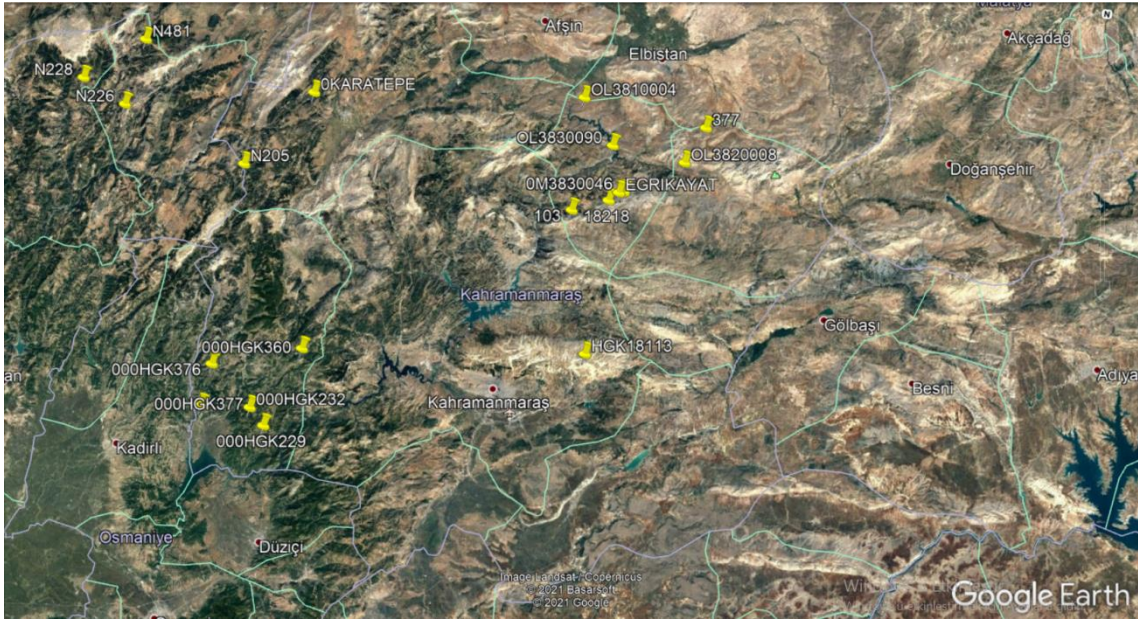 Malatya
N
N481
Afşin
Akçadağ
Elbistan
N228
N226
0KARATEPE
OL3810004
377
OL3830090
N205
OL3820008
Doğanşehir
0M3830046
EGRIKAYAT
103
18218
Kahramanmaraş
Gölbaşı
000HGK360
HGK18113
000HGK376
Besni
Adıya
Kahramanmaraş
000HGK377
000HGK232
000HGK229
Kadirli
Osmaniye
Düziçi
Image Landsat / Copernicus
© 2021 Basarsoft
© 2021 Google
Google Earth